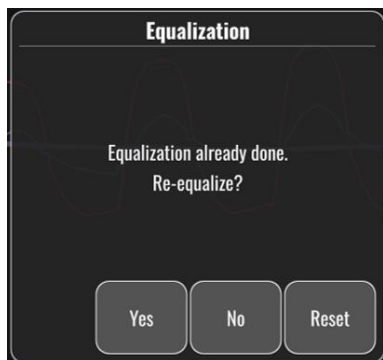 Equalization
Equalization already done.
Re-equalize?
Yes No Reset